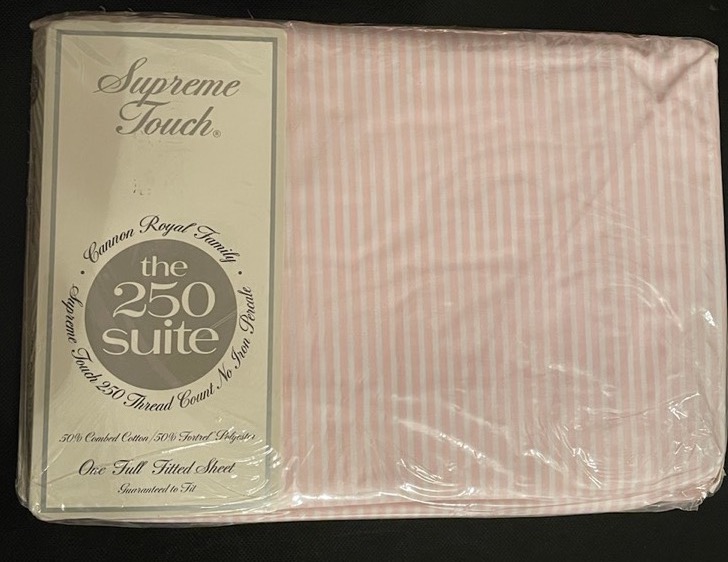 Supreme
Touch®
Cannon Royal Family
the
250
suite
Supreme Touch 250 Thread Count No Iron Percale
50% Combed Cotton/50% Fortrel Polyester
One Full Fitted Sheet
Guaranteed to Fit